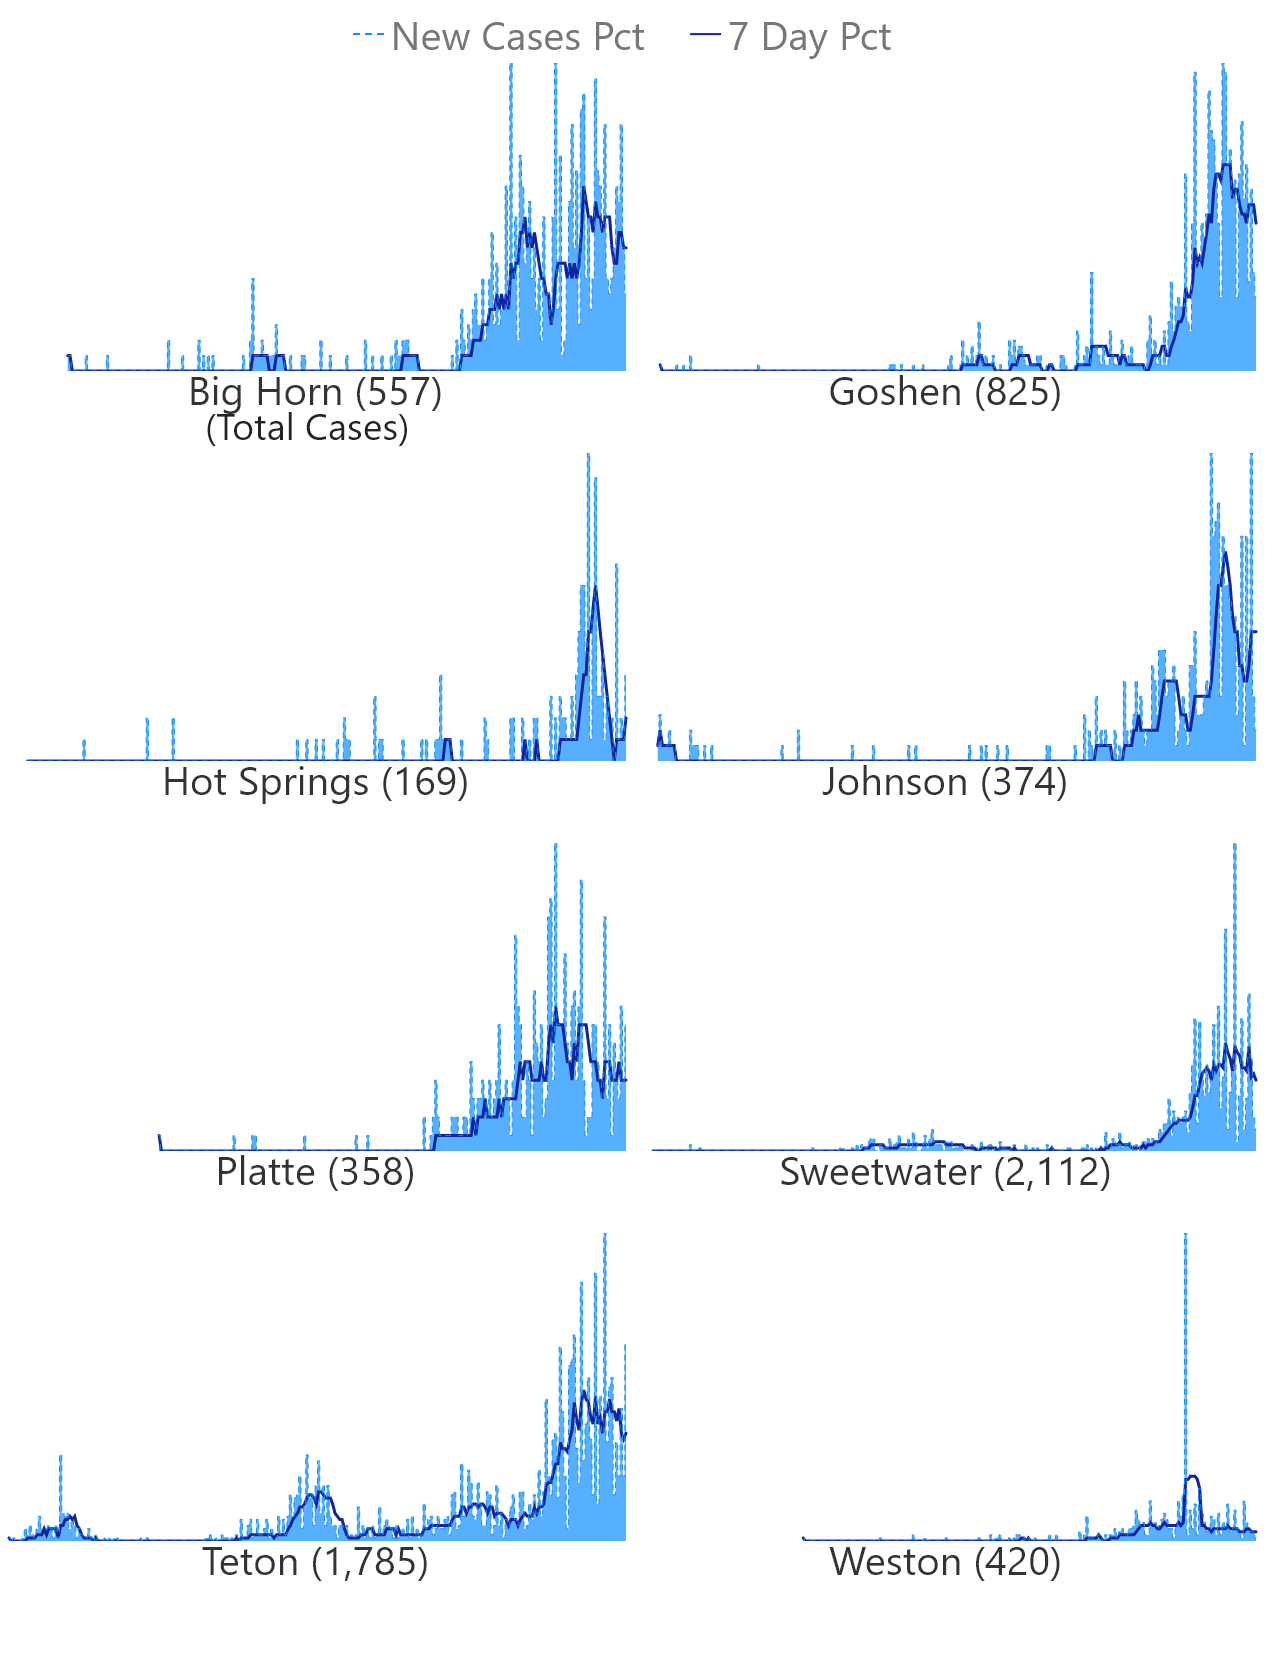 New Cases Pct 7 Day Pct
Big Horn (557) Goshen (825)
(Total Cases)
Hot Springs (169) Johnson (374)
Platte (358) Sweetwater (2,112)
Teton (1,785) Weston (420)